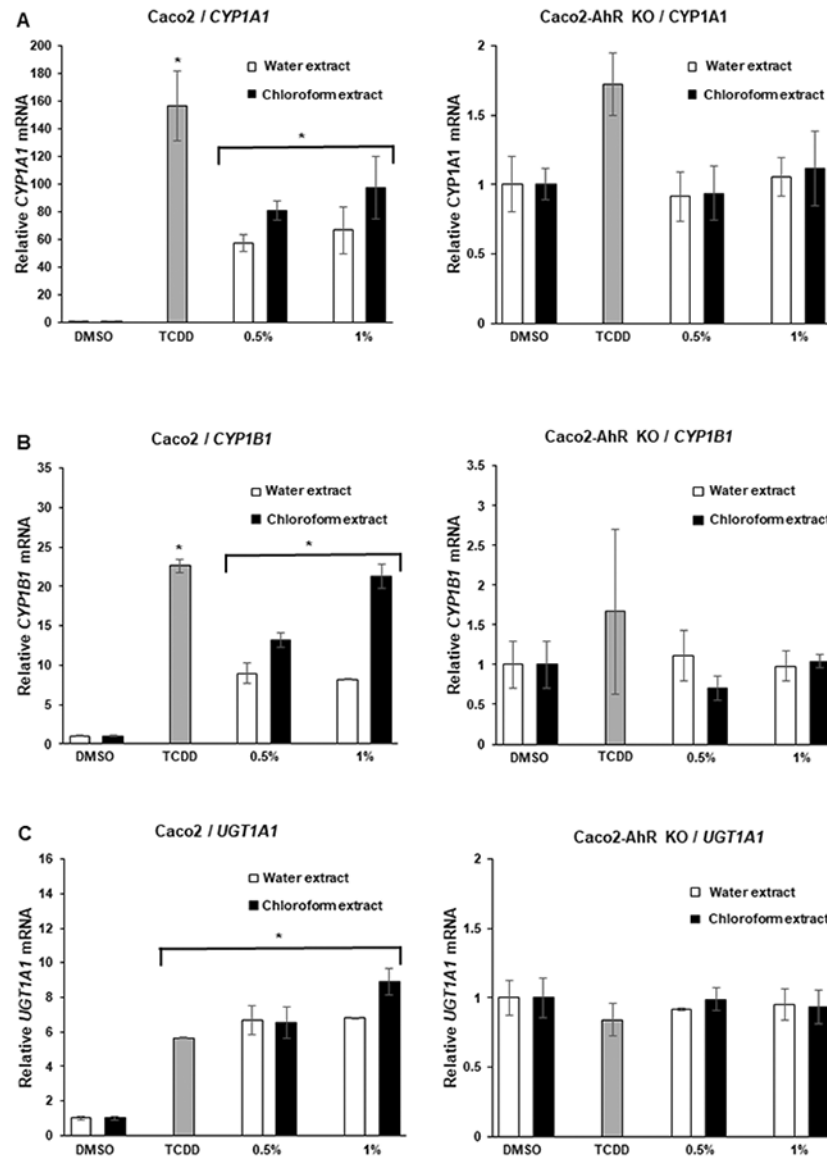 A
Caco2 / CYP1A1
Relative CYP1A1 mRNA
200
180
160
140
120
100
80
60
40
20
0
*
*
Water extract
Chloroform extract
DMSO TCDD 0.5% 1%
Caco2-AhR KO / CYP1A1
Relative CYP1A1 mRNA
2
1.5
1
0.5
0
Water extract
Chloroform extract
DMSO TCDD 0.5% 1%
B
Caco2 / CYP1B1
Relative CYP1B1 mRNA
35
30
25
20
15
10
5
0
Water extract
Chloroform extract
*
*
DMSO TCDD 0.5% 1%
Caco2-AhR KO / CYP1B1
Relative CYP1B1 mRNA
3.5
3
2.5
2
1.5
1
0.5
0
Water extract
Chloroform extract
DMSO TCDD 0.5% 1%
C
Caco2 / UGT1A1
Relative UGT1A1 mRNA
16
14
12
10
8
6
4
2
0
Water extract
Chloroform extract
*
DMSO TCDD 0.5% 1%
Caco2-AhR KO / UGT1A1
Relative UGT1A1 mRNA
2
1.5
1
0.5
0
Water extract
Chloroform extract
DMSO TCDD 0.5% 1%